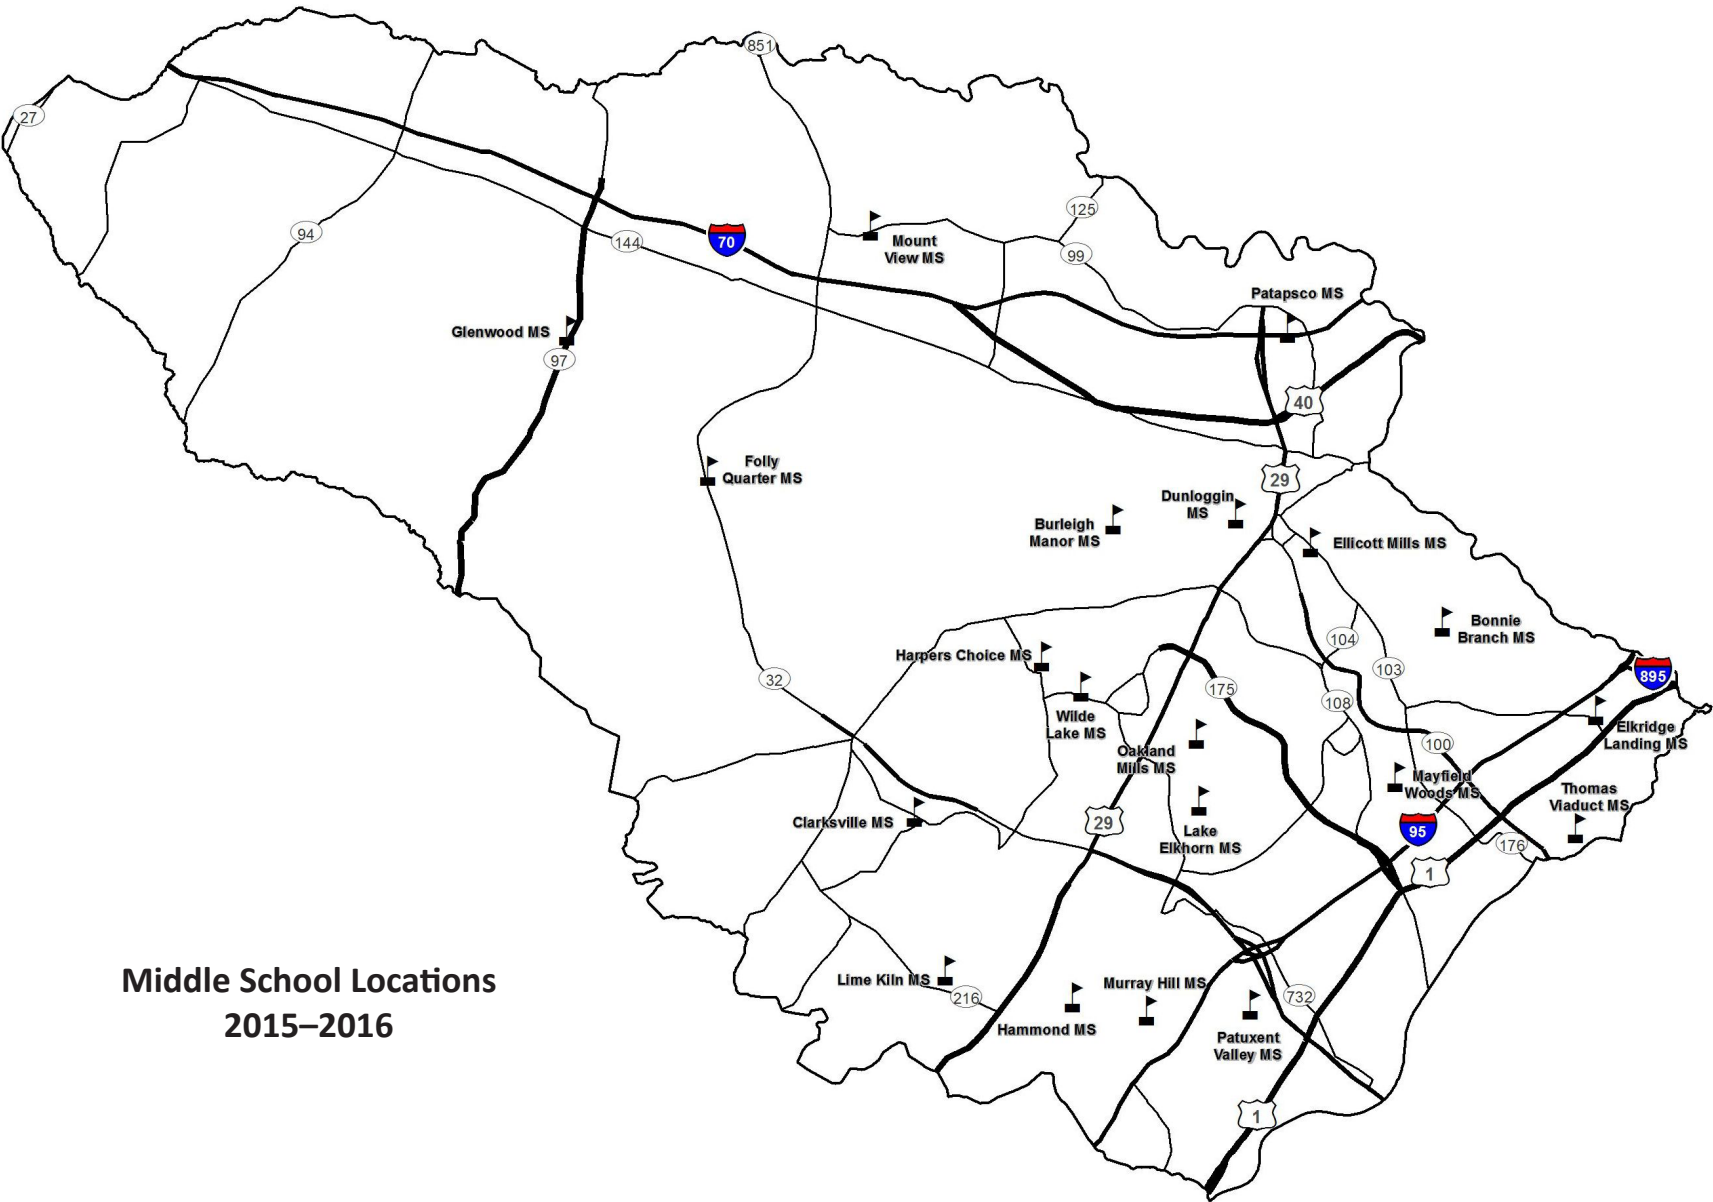 851
27
125
94
144
70
Mount
View MS
99
Patapsco MS
Glenwood MS
97
40
Folly
Quarter MS
29
Dunloggin
MS
Burleigh
Manor MS
Ellicott Mills MS
Bonnie
Branch MS
104
Harpers Choice MS
103
895
32
175
108
Wilde
Lake MS
Elkridge
Landing MS
Oakland
Mills MS
100
Mayfield
Woods MS
Thomas
Viaduct MS
Clarksville MS
29
95
Lake
Elkhorn MS
176
1
Lime Kiln MS
216
Murray Hill MS
732
Hammond MS
Patuxent
Valley MS
1
Middle School Locations
2015–2016